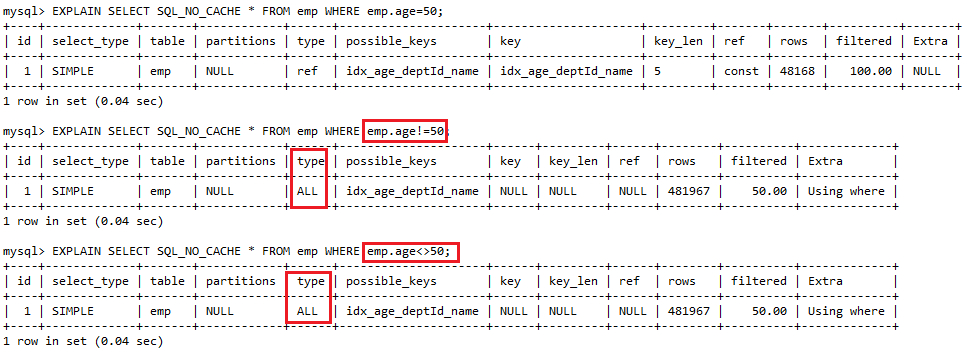 mysql> EXPLAIN SELECT SQL_NO_CACHE * FROM emp WHERE emp.age=50;
+----+-------------+-------+------------+------+---------------------+---------------------+---------+-------+-------+----------+-------+
| id | select_type | table | partitions | type | possible_keys       | key                 | key_len | ref   | rows  | filtered | Extra |
+----+-------------+-------+------------+------+---------------------+---------------------+---------+-------+-------+----------+-------+
|  1 | SIMPLE      | emp   | NULL       | ref  | idx_age_deptId_name | idx_age_deptId_name | 5       | const | 48168 |   100.00 | NULL  |
+----+-------------+-------+------------+------+---------------------+---------------------+---------+-------+-------+----------+-------+
1 row in set (0.04 sec)
mysql> EXPLAIN SELECT SQL_NO_CACHE * FROM emp WHERE emp.age!=50;
+----+-------------+-------+------------+------+---------------------+------+---------+------+--------+----------+-------------+
| id | select_type | table | partitions | type | possible_keys       | key  | key_len | ref  | rows   | filtered | Extra       |
+----+-------------+-------+------------+------+---------------------+------+---------+------+--------+----------+-------------+
|  1 | SIMPLE      | emp   | NULL       | ALL  | idx_age_deptId_name | NULL | NULL    | NULL | 481967 |    50.00 | Using where |
+----+-------------+-------+------------+------+---------------------+------+---------+------+--------+----------+-------------+
1 row in set (0.04 sec)
mysql> EXPLAIN SELECT SQL_NO_CACHE * FROM emp WHERE emp.age<>50;
+----+-------------+-------+------------+------+---------------------+------+---------+------+--------+----------+-------------+
| id | select_type | table | partitions | type | possible_keys       | key  | key_len | ref  | rows   | filtered | Extra       |
+----+-------------+-------+------------+------+---------------------+------+---------+------+--------+----------+-------------+
|  1 | SIMPLE      | emp   | NULL       | ALL  | idx_age_deptId_name | NULL | NULL    | NULL | 481967 |    50.00 | Using where |
+----+-------------+-------+------------+------+---------------------+------+---------+------+--------+----------+-------------+
1 row in set (0.04 sec)